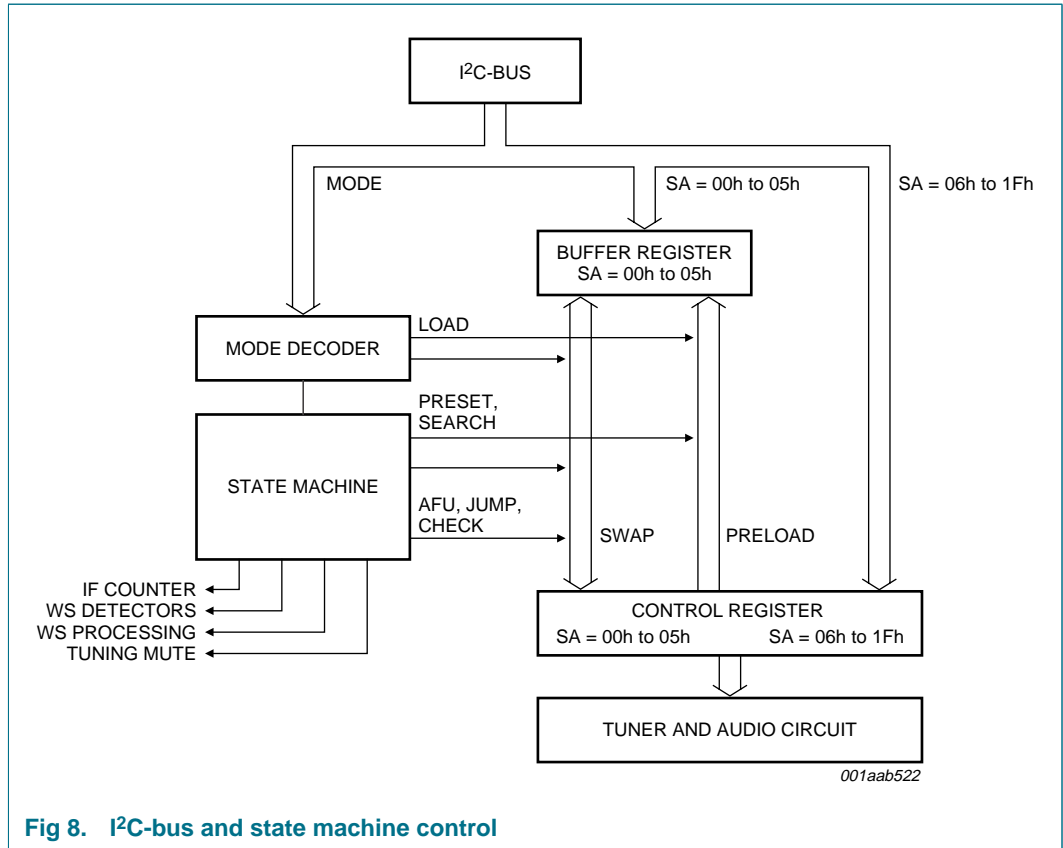 I2C-BUS
MODE
SA = 00h to 05h
SA = 06h to 1Fh
BUFFER REGISTER
SA = 00h to 05h
MODE DECODER
LOAD
PRESET,
SEARCH
STATE MACHINE
AFU, JUMP,
CHECK
SWAP
PRELOAD
IF COUNTER
WS DETECTORS
WS PROCESSING
TUNING MUTE
CONTROL REGISTER
SA = 00h to 05h
SA = 06h to 1Fh
TUNER AND AUDIO CIRCUIT
001aab522
Fig 8. I2C-bus and state machine control